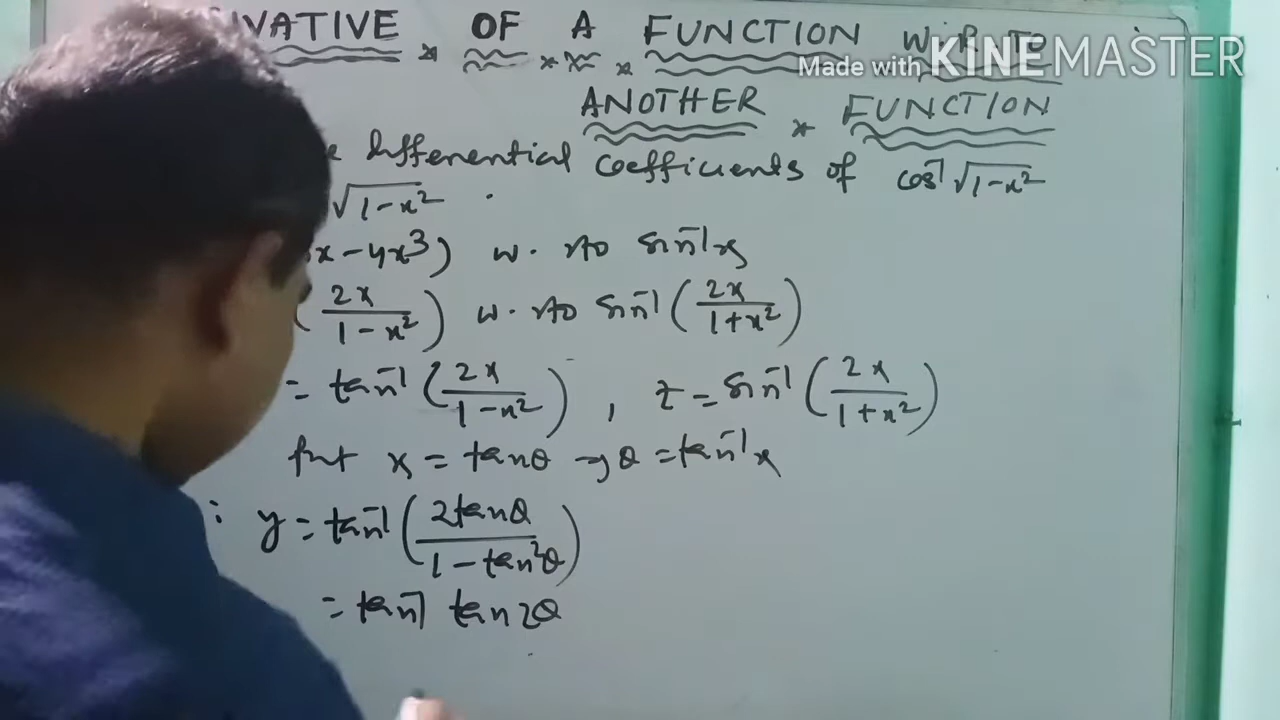 VATIVE OF A FUNCTION W.R.TO
Made with KINEMASTER
ANOTHER FUNCTION
differential coefficients of cos⁻¹ √(1-x²)
√(1-x²) .
x-4x³) w. r to sin⁻¹x
(2x/(1-x²)) w. r to sin⁻¹(2x/(1+x²))
= tan⁻¹(2x/(1-x²)) , z = sin⁻¹(2x/(1+x²))
Put x = tanθ → θ = tan⁻¹x
: y = tan⁻¹(2tanθ/(1-tan²θ))
= tan⁻¹ tan2θ